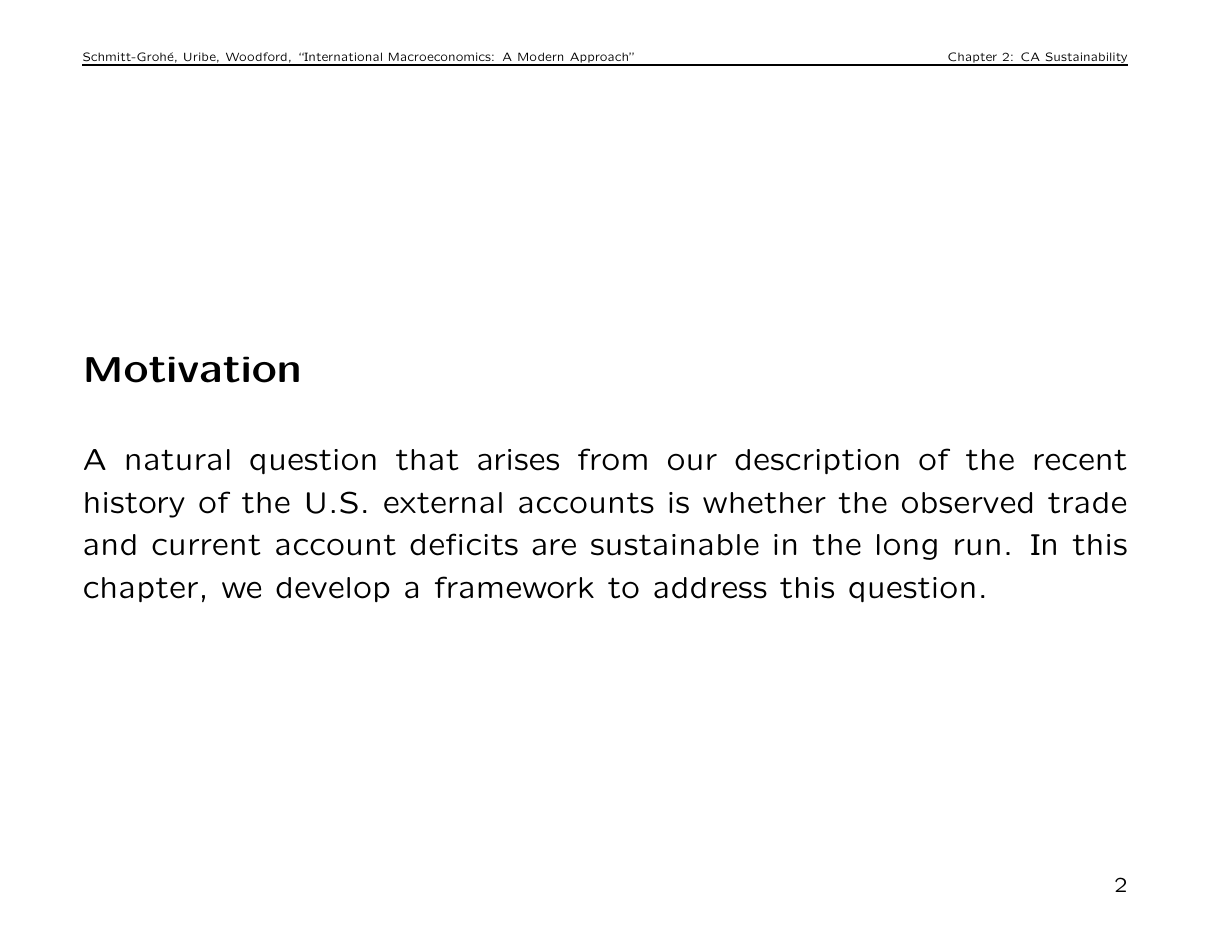 Schmitt-Grohé, Uribe, Woodford, “International Macroeconomics: A Modern Approach”
Chapter 2: CA Sustainability
Motivation
A natural question that arises from our description of the recent
history of the U.S. external accounts is whether the observed trade
and current account deficits are sustainable in the long run. In this
chapter, we develop a framework to address this question.
2